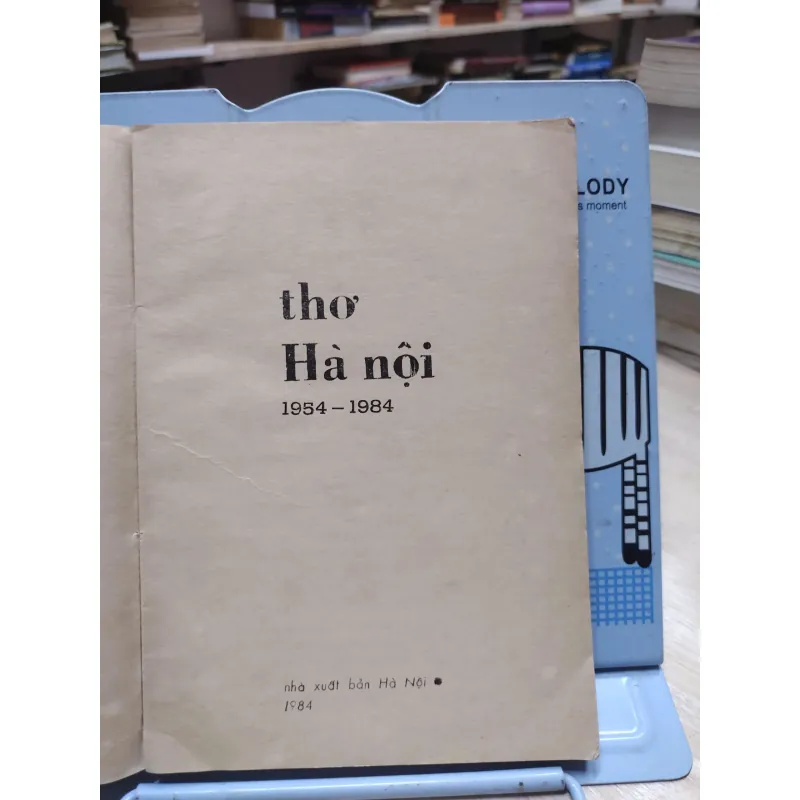 thơ
Hà nội
1954 – 1984
nhà xuất bản Hà Nội ●
1984
LODY
s moment